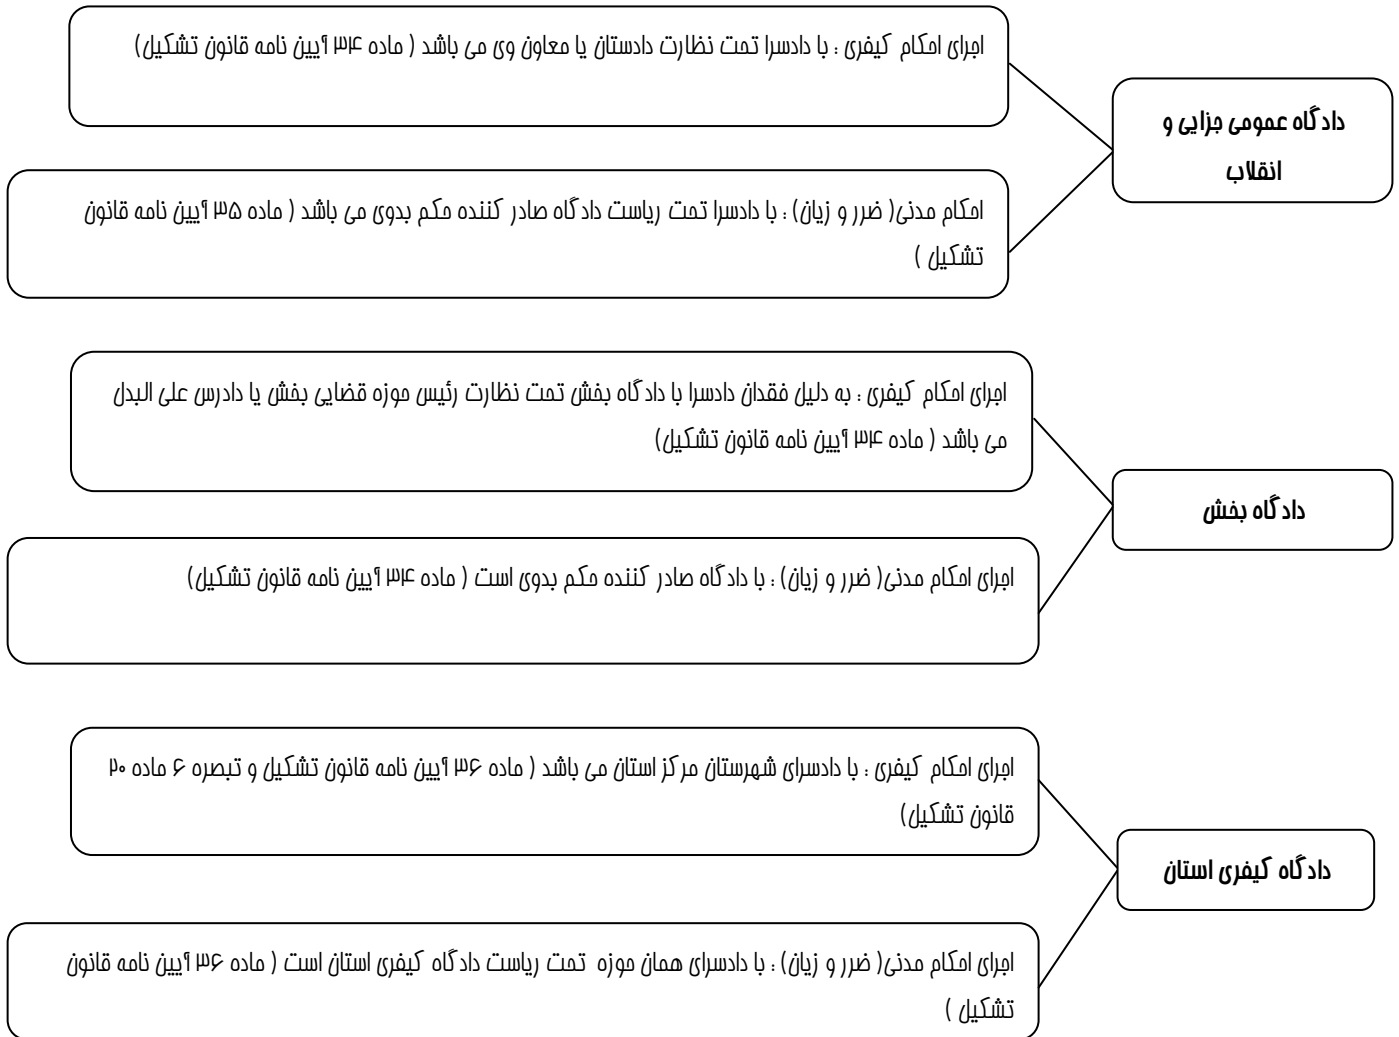 دادگاه عمومی جزایی و
انقلاب
اجرای احکام کیفری : با دادسرا تحت نظارت دادستان یا معاون وی می باشد ( ماده ۳۴ آیین نامه قانون تشکیل)
احکام مدنی( ضرر و زیان) : با دادسرا تحت ریاست دادگاه صادر کننده حکم بدوی می باشد ( ماده ۳۵ آیین نامه قانون
تشکیل )
دادگاه بخش
اجرای احکام کیفری : به دلیل فقدان دادسرا با دادگاه بخش تحت نظارت رئیس حوزه قضایی بخش یا دادرس علی البدل
می باشد ( ماده ۳۴ آیین نامه قانون تشکیل)
اجرای احکام مدنی( ضرر و زیان) : با دادگاه صادر کننده حکم بدوی است ( ماده ۳۴ آیین نامه قانون تشکیل)
دادگاه کیفری استان
اجرای احکام کیفری : با دادسرای شهرستان مرکز استان می باشد ( ماده ۳۶ آیین نامه قانون تشکیل و تبصره ۶ ماده ۲۰
قانون تشکیل)
اجرای احکام مدنی( ضرر و زیان) : با دادسرای همان حوزه تحت ریاست دادگاه کیفری استان است ( ماده ۳۶ آیین نامه قانون
تشکیل )